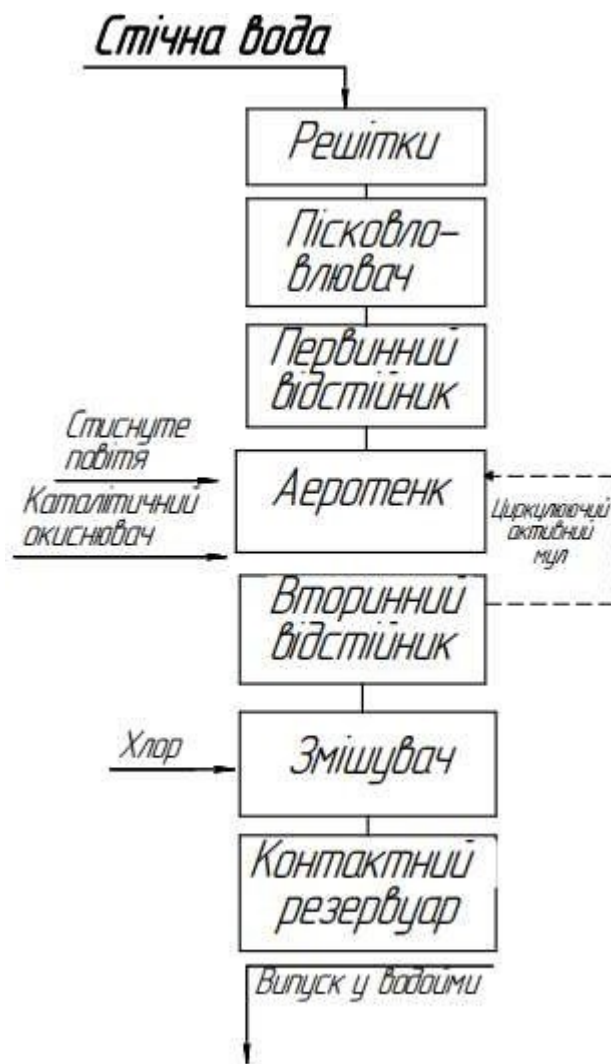 Стічна вода
Решітки
Пісковло-
влювач
Первинний
відстійник
Стиснуте
повітя
Аеротенк
Каталітичний
окиснювач
Циркулюючий
активний
мул
Вторинний
відстійник
Хлор
Змішувач
Контактний
резервуар
Випуск у водойми